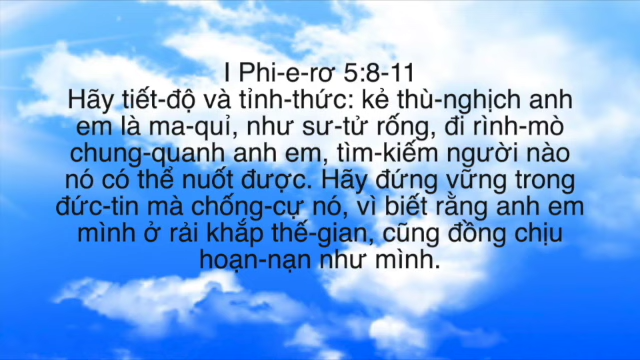 I Phi-e-rơ 5:8-11
Hãy tiết-độ và tỉnh-thức: kẻ thù-nghịch anh
em là ma-quỉ, như sư-tử rống, đi rình-mò
chung-quanh anh em, tìm-kiếm người nào
nó có thể nuốt được. Hãy đứng vững trong
đức-tin mà chống-cự nó, vì biết rằng anh em
mình ở rải khắp thế-gian, cũng đồng chịu
hoạn-nạn như mình.